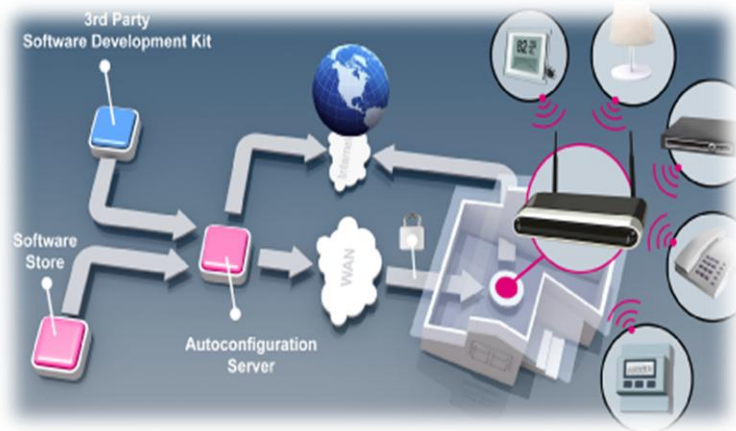 3rd Party
Software Development Kit
Internet
Software
Store
WAN
Autoconfiguration
Server